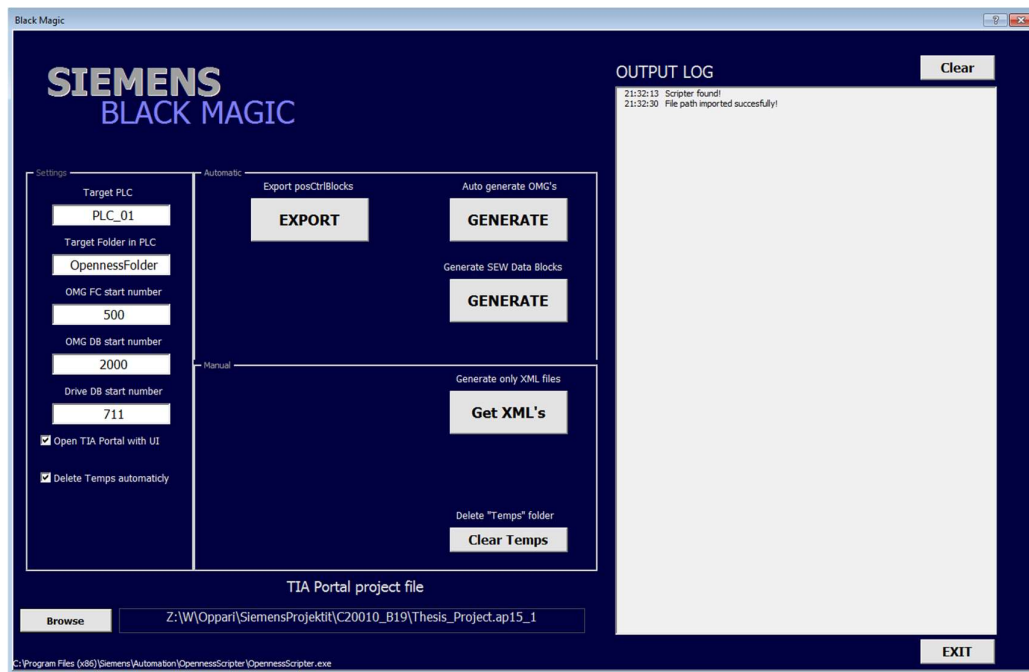 Black Magic
SIEMENS
BLACK MAGIC
Settings
Target PLC
PLC_01
Target Folder in PLC
OpennessFolder
OMG FC start number
500
OMG DB start number
2000
Drive DB start number
711
Open TIA Portal with UI
Delete Temps automaticly
Automatic
Export posCtrlBlocks
EXPORT
Auto generate OMG's
GENERATE
Generate SEW Data Blocks
GENERATE
Manual
Generate only XML files
Get XML's
Delete "Temps" folder
Clear Temps
TIA Portal project file
Browse
Z:\W\Oppari\SiemensProjektit\C20010_B19\Thesis_Project.ap15_1
C:\Program Files (x86)\Siemens\Automation\OpennessScripter\OpennessScripter.exe
OUTPUT LOG
Clear
21:32:13 Scripter found!
21:32:30 File path imported succesfully!
EXIT